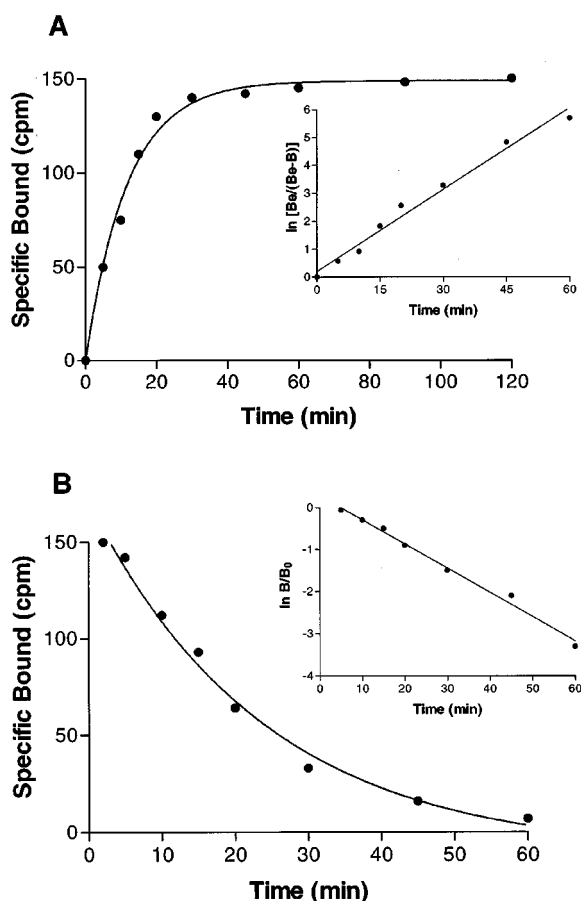 A
Specific Bound (cpm)
150
100
50
0
0 20 40 60 80 100 120
Time (min)
ln [Be/(Be-B)]
6
5
4
3
2
1
0
0 15 30 45 60
Time (min)
B
Specific Bound (cpm)
150
100
50
0
0 10 20 30 40 50 60
Time (min)
ln B/B0
0
-1
-2
-3
-4
0 10 20 30 40 50 60
Time (min)